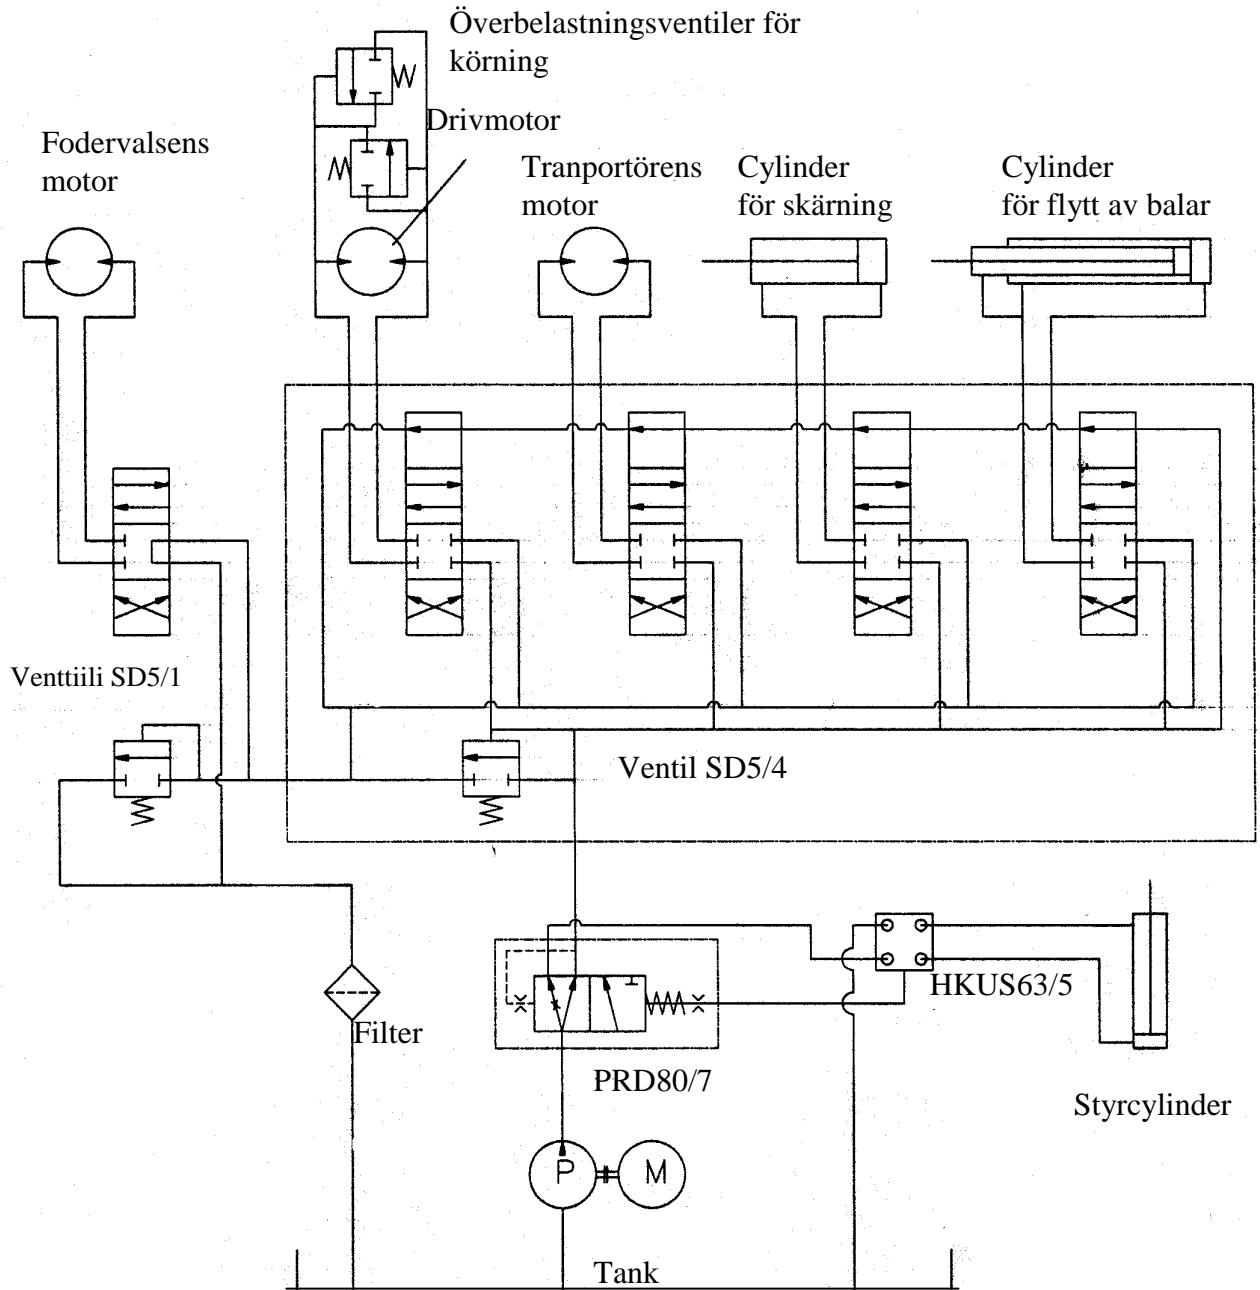 Överbelastningsventiler för
körning
Drivmotor
Fodervalsens
motor
Tranportörens
motor
Cylinder
för skärning
Cylinder
för flytt av balar
Venttiili SD5/1
Ventil SD5/4
HKUS63/5
Filter
PRD80/7
Styrcylinder
P
M
Tank